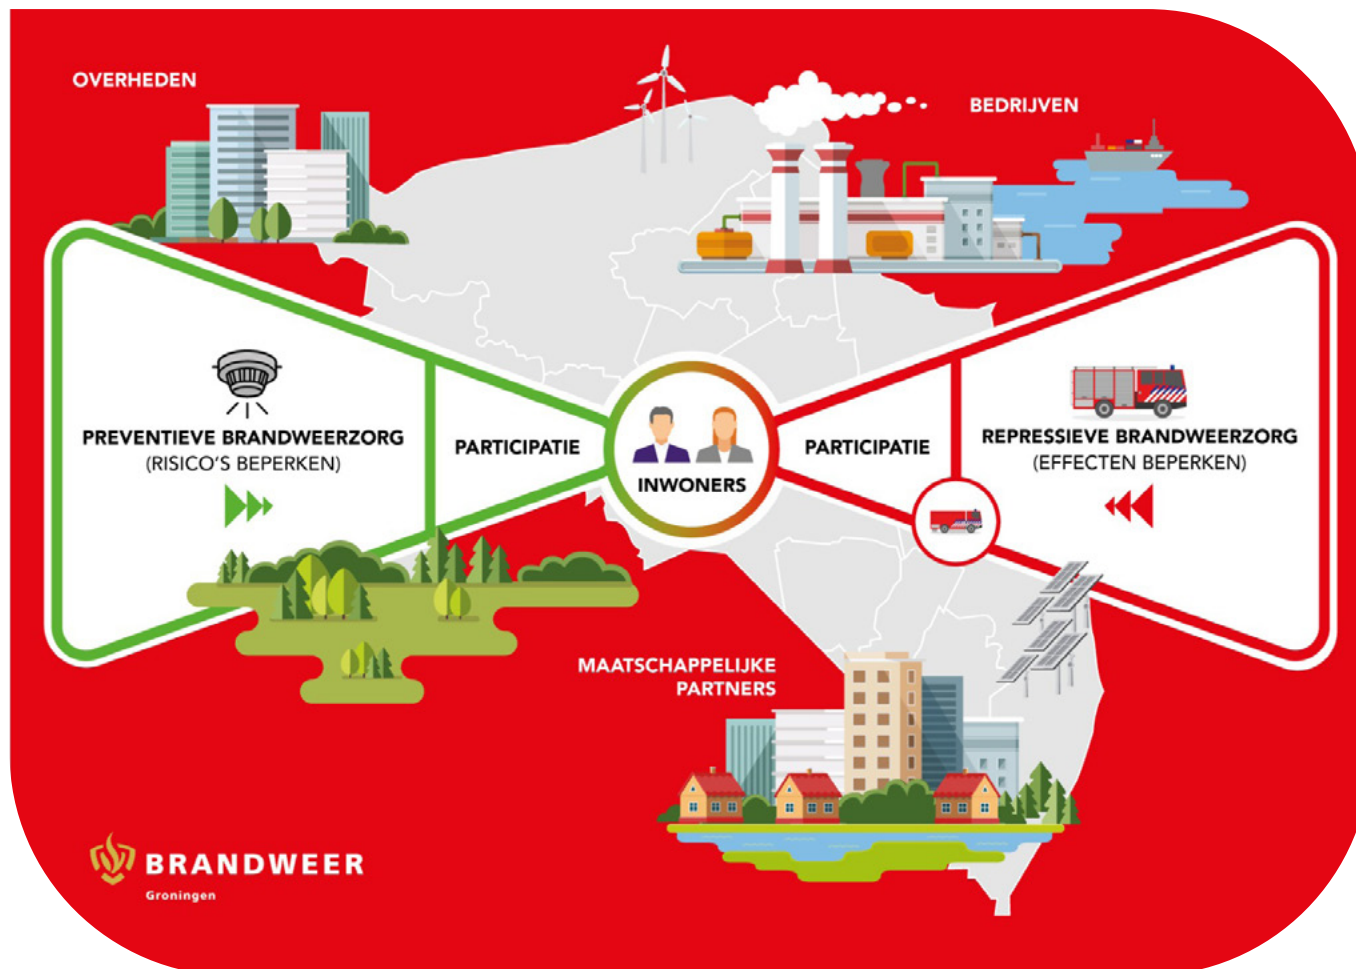 OVERHEDEN
BEDRIJVEN
PREVENTIEVE BRANDWEERZORG
(RISICO'S BEPERKEN)
PARTICIPATIE
INWONERS
PARTICIPATIE
REPRESSIEVE BRANDWEERZORG
(EFFECTEN BEPERKEN)
MAATSCHAPPELIJKE
PARTNERS
BRANDWEER
Groningen